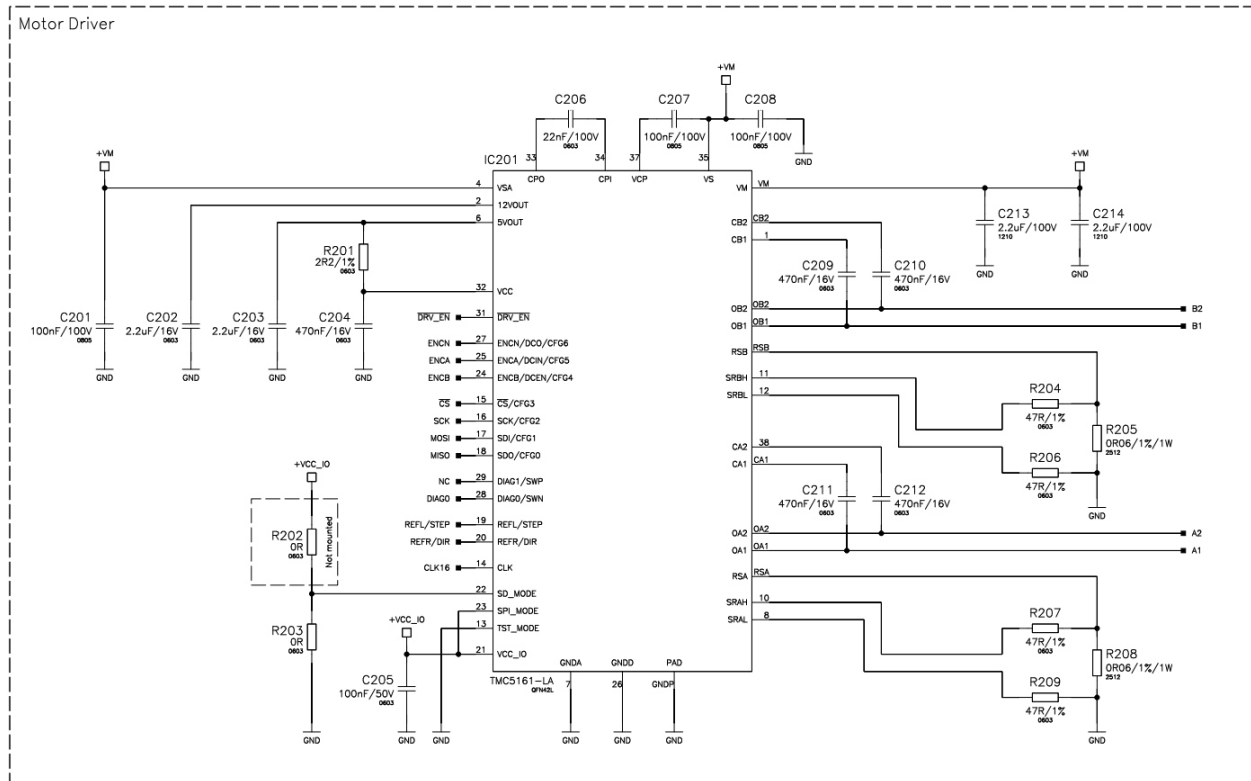 Motor Driver
+VM
C206
22nF/100V
0603
C207
100nF/100V
0805
C208
100nF/100V
0805
GND
33
34
37
35
IC201
CPO
CPI
VCP
VS
+VM
4
VSA
2
12VOUT
6
5VOUT
R201
2R2/1%
0603
32
VCC
C201
100nF/100V
0805
C202
2.2uF/16V
0603
C203
2.2uF/16V
0603
C204
470nF/16V
0603
GND
GND
GND
GND
DRV_EN
31
DRV_EN
ENCN
27
ENCN/DCO/CFG6
ENCA
25
ENCA/DCIN/CFG5
ENCB
24
ENCB/DCEN/CFG4
CS
15
CS/CFG3
SCK
16
SCK/CFG2
MOSI
17
SDI/CFG1
MISO
18
SDO/CFG0
NC
29
DIAG1/SWP
DIAG0
28
DIAG0/SWN
REFL/STEP
19
REFL/STEP
REFR/DIR
20
REFR/DIR
CLK16
14
CLK
22
SD_MODE
23
SPI_MODE
13
TST_MODE
21
VCC_IO
+VCC_IO
R202
0R
0603
Not mounted
R203
0R
0603
GND
+VCC_IO
C205
100nF/50V
0603
GND
GND
TMC5161-LA
QFN42L
GNDA
7
GND
GNDD
26
GND
PAD
GNDP
GND
VM
VM
+VM
C213
2.2uF/100V
1210
GND
C214
2.2uF/100V
1210
GND
CB2
CB2
CB1
1
C209
470nF/16V
0603
C210
470nF/16V
0603
OB2
OB2
B2
OB1
OB1
B1
RSB
RSB
SRBH
11
SRBL
12
R204
47R/1%
0603
R205
0R06/1%/1W
2512
R206
47R/1%
0603
GND
CA2
38
CA1
CA1
C211
470nF/16V
0603
C212
470nF/16V
0603
OA2
OA2
A2
OA1
OA1
A1
RSA
RSA
SRAH
10
SRAL
8
R207
47R/1%
0603
R208
0R06/1%/1W
2512
R209
47R/1%
0603
GND